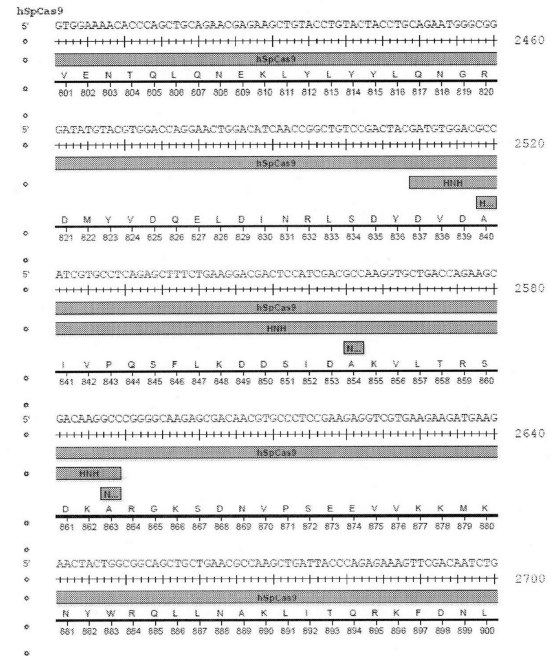 hSpCas9
5' GTGGAAAACACCCAGCTGCAGAACGAGAAGCTGTACCTGTACTACCTGCAGAATGGGCGG
2460
hSpCas9
V E N T Q L Q N E K L Y L Y Y L Q N G R
801 802 803 804 805 806 807 808 809 810 811 812 813 814 815 816 817 818 819 820
5' GATATGTACGTGGACCAGGAACTGGACATCAACCGGCTGTCCGACTACGATGTGGACGCC
2520
hSpCas9
HNH
H...
D M Y V D Q E L D I N R L S D Y D V D A
821 822 823 824 825 826 827 828 829 830 831 832 833 834 835 836 837 838 839 840
5' ATCGTGCCTCAGAGCTTTCTGAAGGACGACTCCATCGACGCCAAGGTGCTGACCAGAAGC
2580
hSpCas9
HNH
N...
I V P Q S F L K D D S I D A K V L T R S
841 842 843 844 845 846 847 848 849 850 851 852 853 854 855 856 857 858 859 860
5' GACAAGGCCCGGGGCAAGAGCGACAACGTGCCCTCCGAAGAGGTCGTGAAGAAGATGAAG
2640
hSpCas9
HNH
N...
D K A R G K S D N V P S E E V V K K M K
861 862 863 864 865 866 867 868 869 870 871 872 873 874 875 876 877 878 879 880
5' AACTACTGGCGGCAGCTGCTGAACGCCAAGCTGATTACCCAGAGAAAGTTCGACAATCTG
2700
hSpCas9
N Y W R Q L L N A K L I T Q R K F D N L
881 882 883 884 885 886 887 888 889 890 891 892 893 894 895 896 897 898 899 900